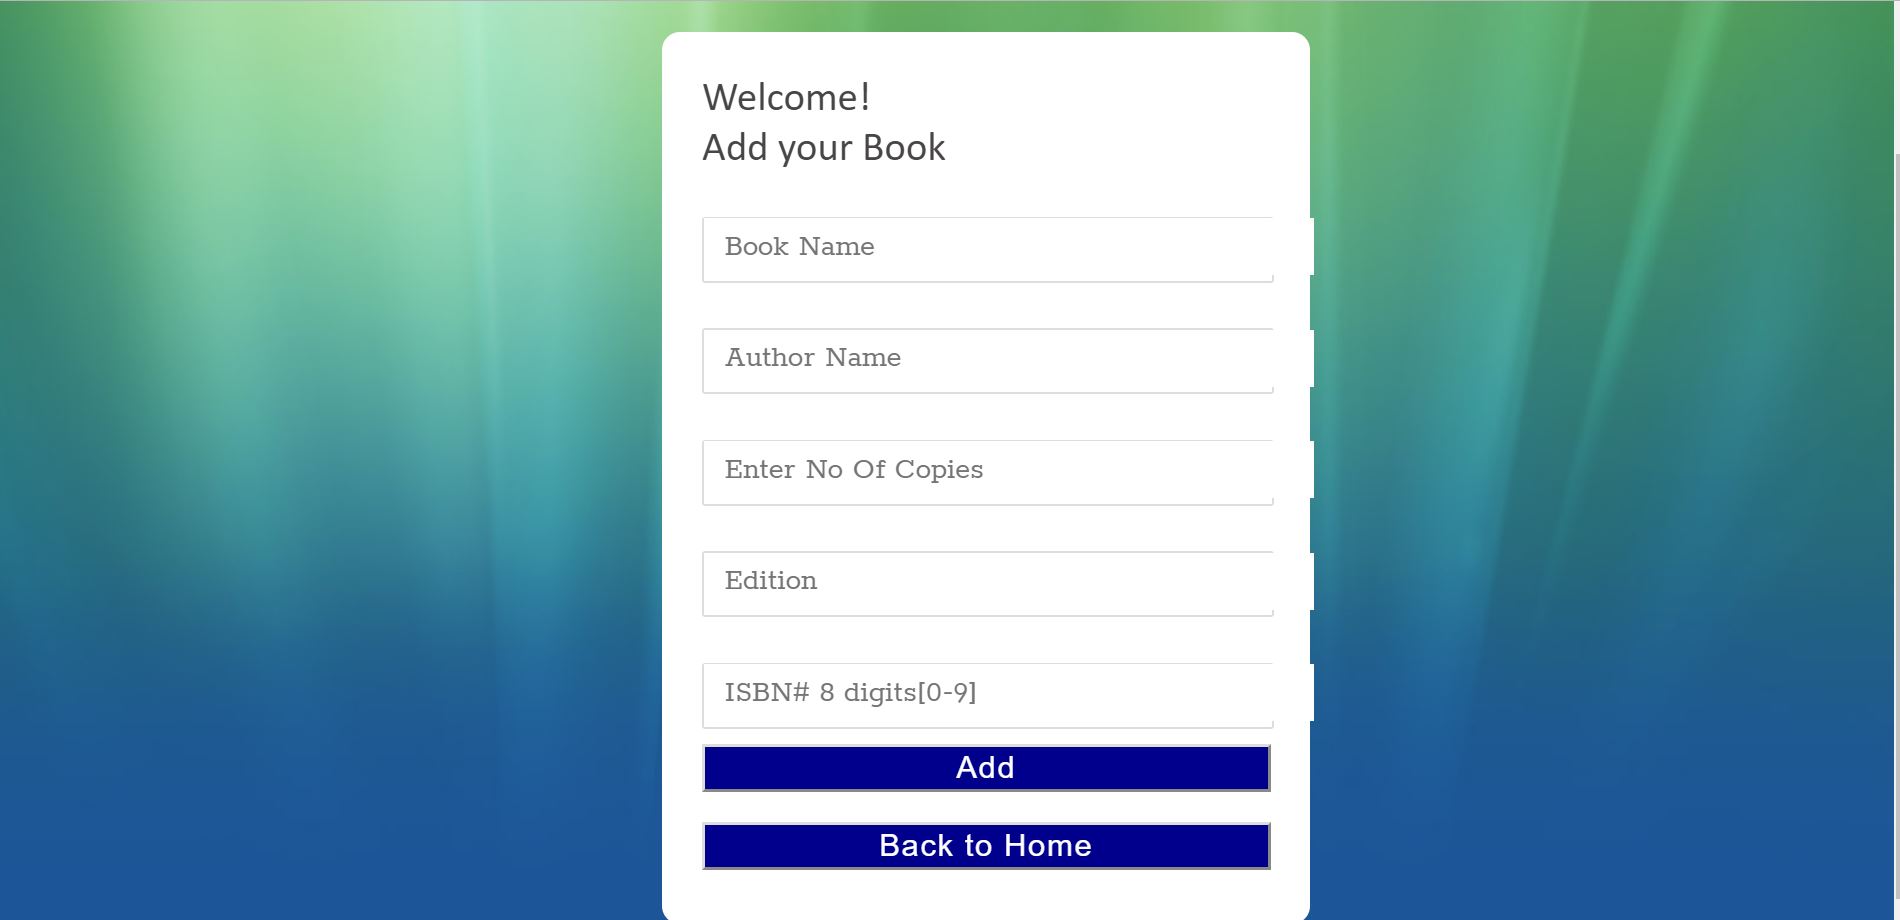 Welcome!
Add your Book
Book Name
Author Name
Enter No Of Copies
Edition
ISBN# 8 digits[0-9]
Add
Back to Home